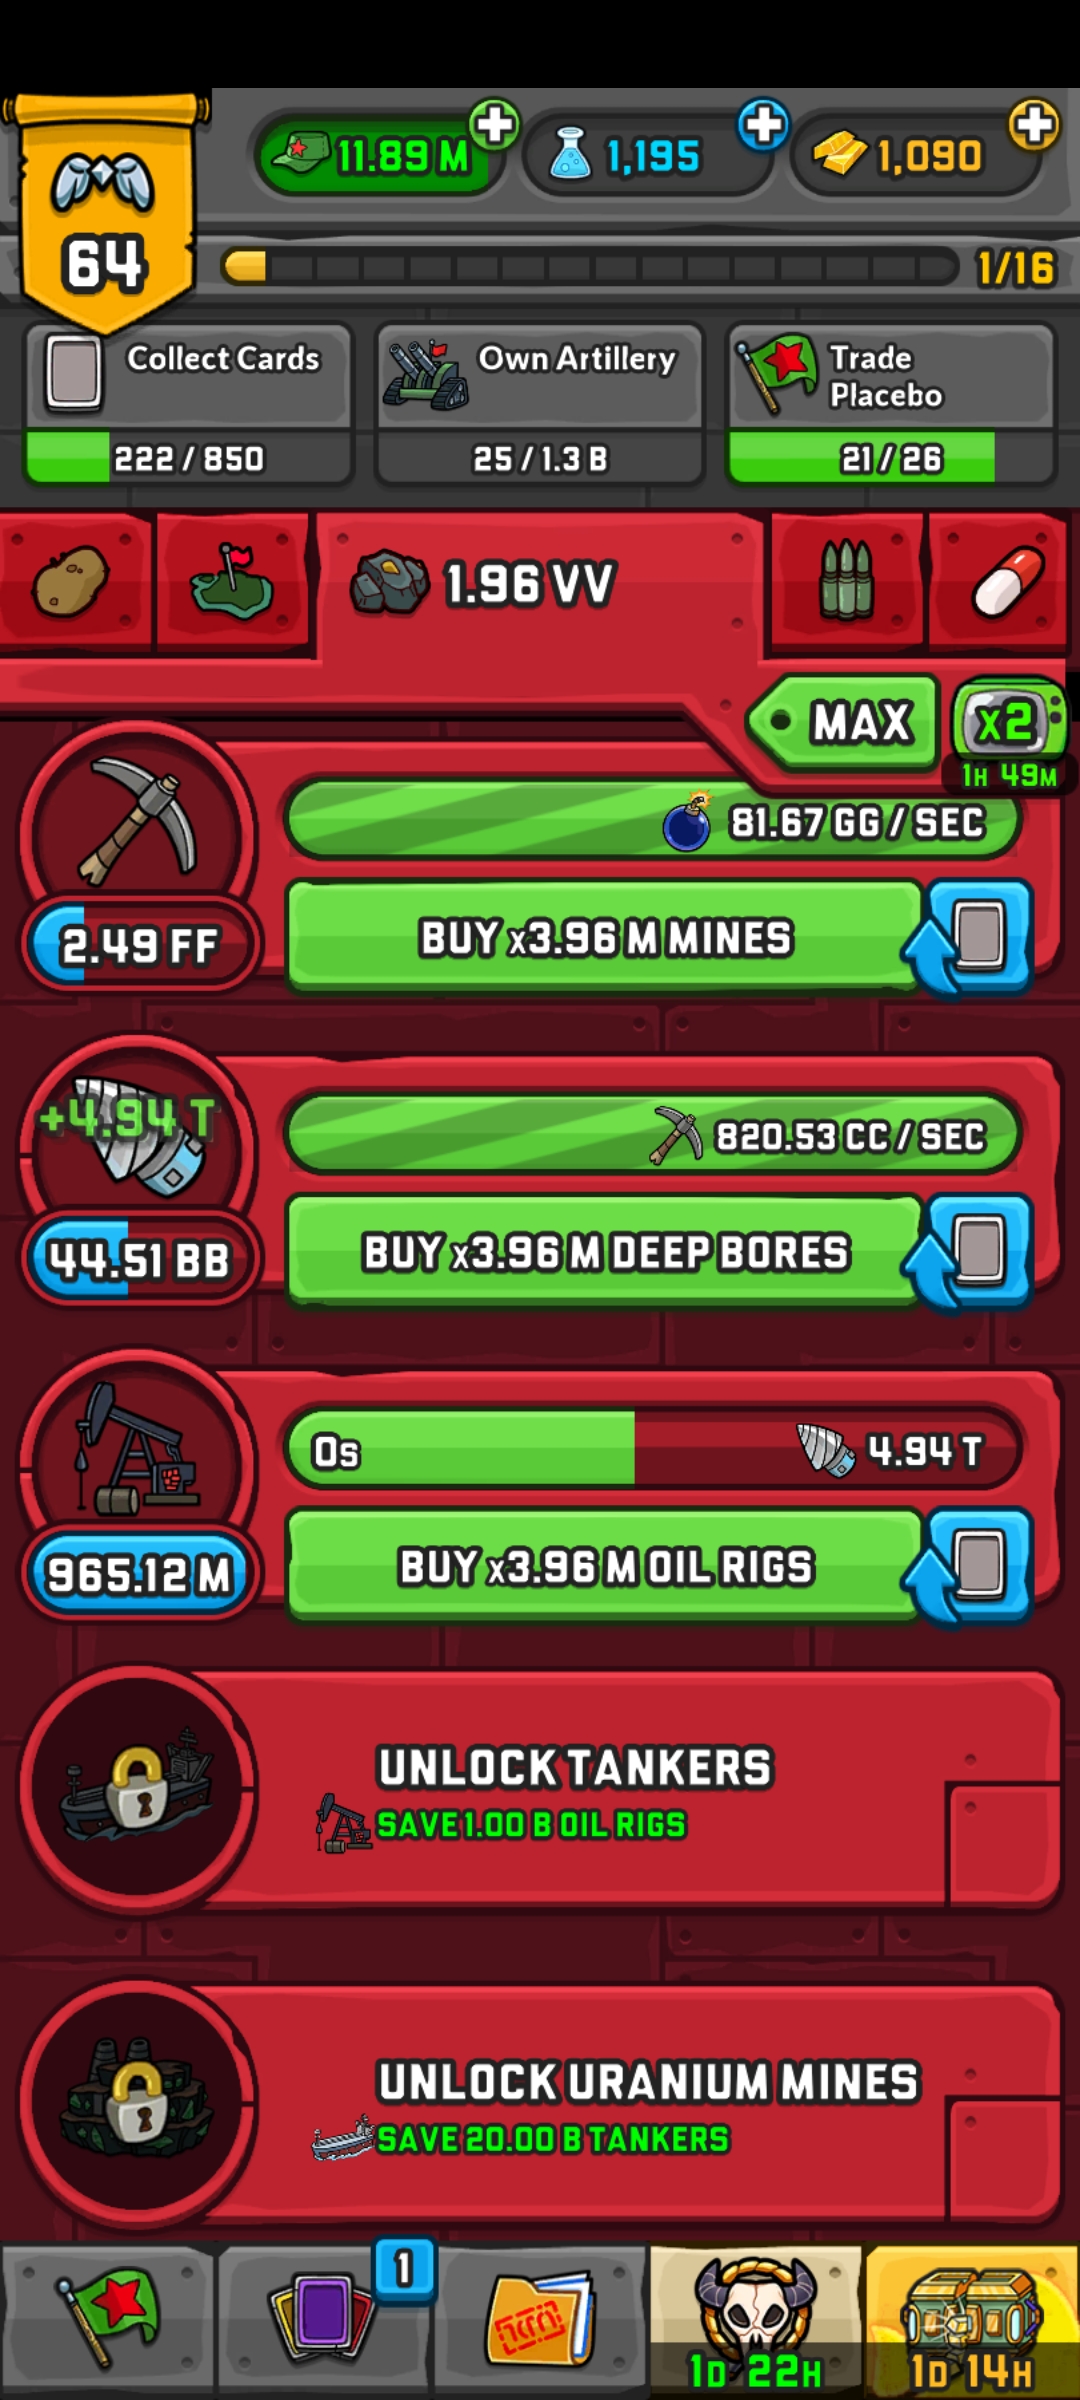 11.89 M
1,195
1,090
64
1/16
Collect Cards
222 / 850
Own Artillery
25 / 1.3 B
Trade
Placebo
21 / 26
1.96 VV
MAX
x2
1H 49M
81.67 GG / SEC
2.49 FF
BUY x3.96 M MINES
+4.94 T
820.53 CC / SEC
44.51 BB
BUY x3.96 M DEEP BORES
0s
4.94 T
965.12 M
BUY x3.96 M OIL RIGS
UNLOCK TANKERS
SAVE 1.00 B OIL RIGS
UNLOCK URANIUM MINES
SAVE 20.00 B TANKERS
1
1D 22H
1D 14H